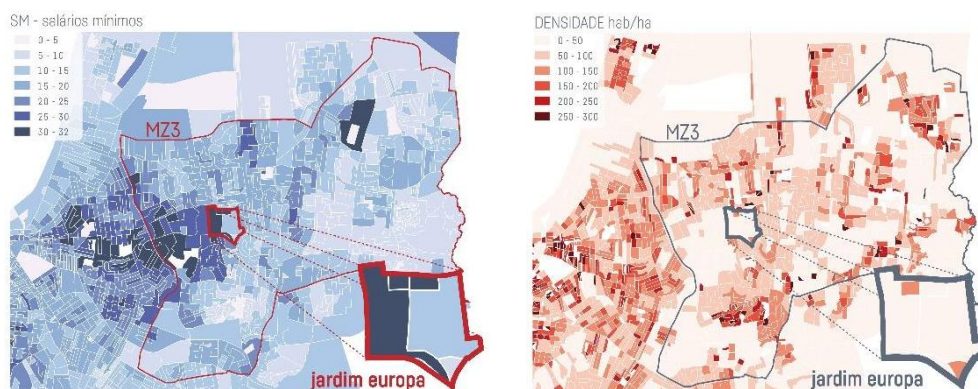 SM - salários mínimos
0 - 5
5 - 10
10 - 15
15 - 20
20 - 25
25 - 30
30 - 32
MZ3
jardim europa
DENSIDADE hab/ha
0 - 50
50 - 100
100 - 150
150 - 200
200 - 250
250 - 300
MZ3
jardim europa